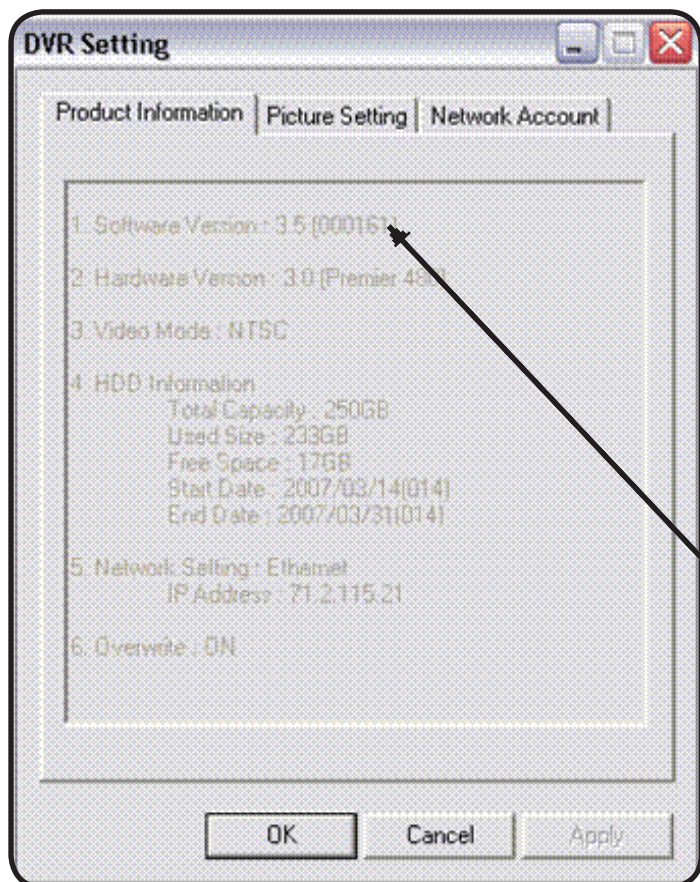 DVR Setting
Product Information Picture Setting Network Account
1. Software Version : 3.5 [000161]
2. Hardware Version : 3.0 [Premier
3. Video Mode : NTSC
4. HDD Information
Total Capacity : 250GB
Used Size : 233GB
Free Space : 17GB
Start Date : 2007/03/14(014)
End Date : 2007/03/31(014)
5. Network Setting : Ethernet
IP Address : 71.2.115.21
6. Overwrite : ON
OK Cancel Apply